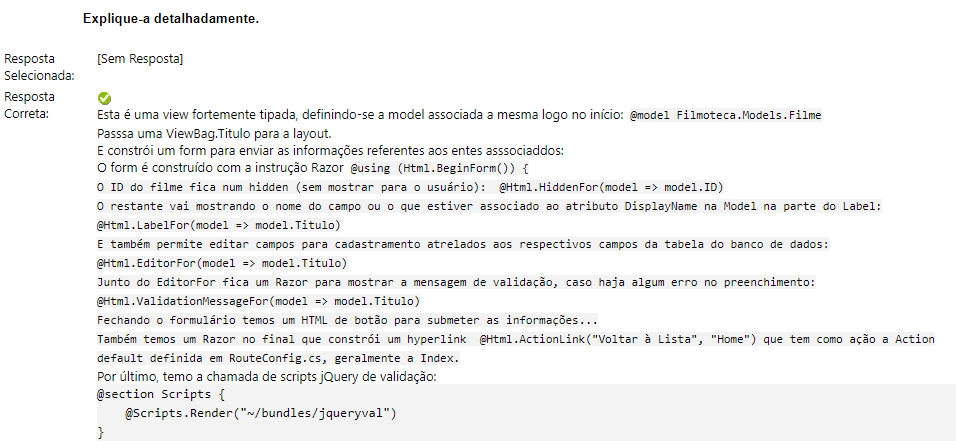 Explique-a detalhadamente.
Resposta Selecionada:
[Sem Resposta]
Resposta Correta:
Esta é uma view fortemente tipada, definindo-se a model associada a mesma logo no início: @model Filmoteca.Models.Filme
Passsa uma ViewBag.Titulo para a layout.
E constrói um form para enviar as informações referentes aos entes asssociaddos:
O form é construído com a instrução Razor @using (Html.BeginForm()) {
O ID do filme fica num hidden (sem mostrar para o usuário): @Html.HiddenFor(model => model.ID)
O restante vai mostrando o nome do campo ou o que estiver associado ao atributo DisplayName na Model na parte do Label:
@Html.LabelFor(model => model.Titulo)
E também permite editar campos para cadastramento atrelados aos respectivos campos da tabela do banco de dados:
@Html.EditorFor(model => model.Titulo)
Junto do EditorFor fica um Razor para mostrar a mensagem de validação, caso haja algum erro no preenchimento:
@Html.ValidationMessageFor(model => model.Titulo)
Fechando o formulário temos um HTML de botão para submeter as informações...
Também temos um Razor no final que constrói um hyperlink @Html.ActionLink("Voltar à Lista", "Home") que tem como ação a Action
default definida em RouteConfig.cs, geralmente a Index.
Por último, temo a chamada de scripts jQuery de validação:
@section Scripts {
@Scripts.Render("~/bundles/jqueryval")
}